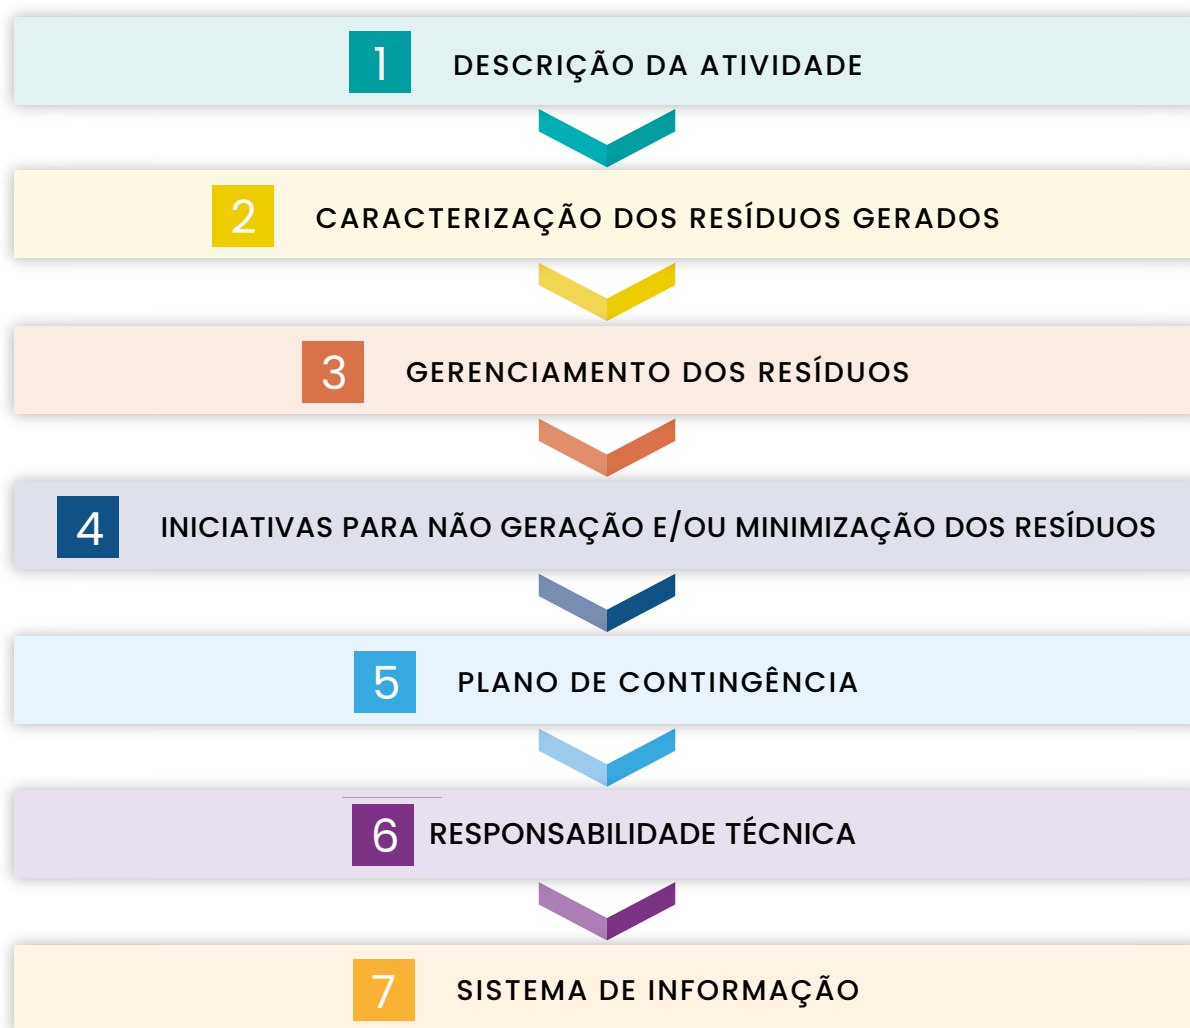 1 DESCRIÇÃO DA ATIVIDADE
2 CARACTERIZAÇÃO DOS RESÍDUOS GERADOS
3 GERENCIAMENTO DOS RESÍDUOS
4 INICIATIVAS PARA NÃO GERAÇÃO E/OU MINIMIZAÇÃO DOS RESÍDUOS
5 PLANO DE CONTINGÊNCIA
6 RESPONSABILIDADE TÉCNICA
7 SISTEMA DE INFORMAÇÃO